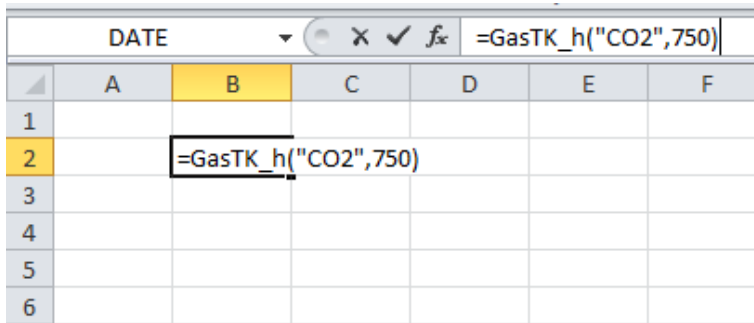 DATE =GasTK_h("CO2",750)
A B C D E F
1
2 =GasTK_h("CO2",750)
3
4
5
6